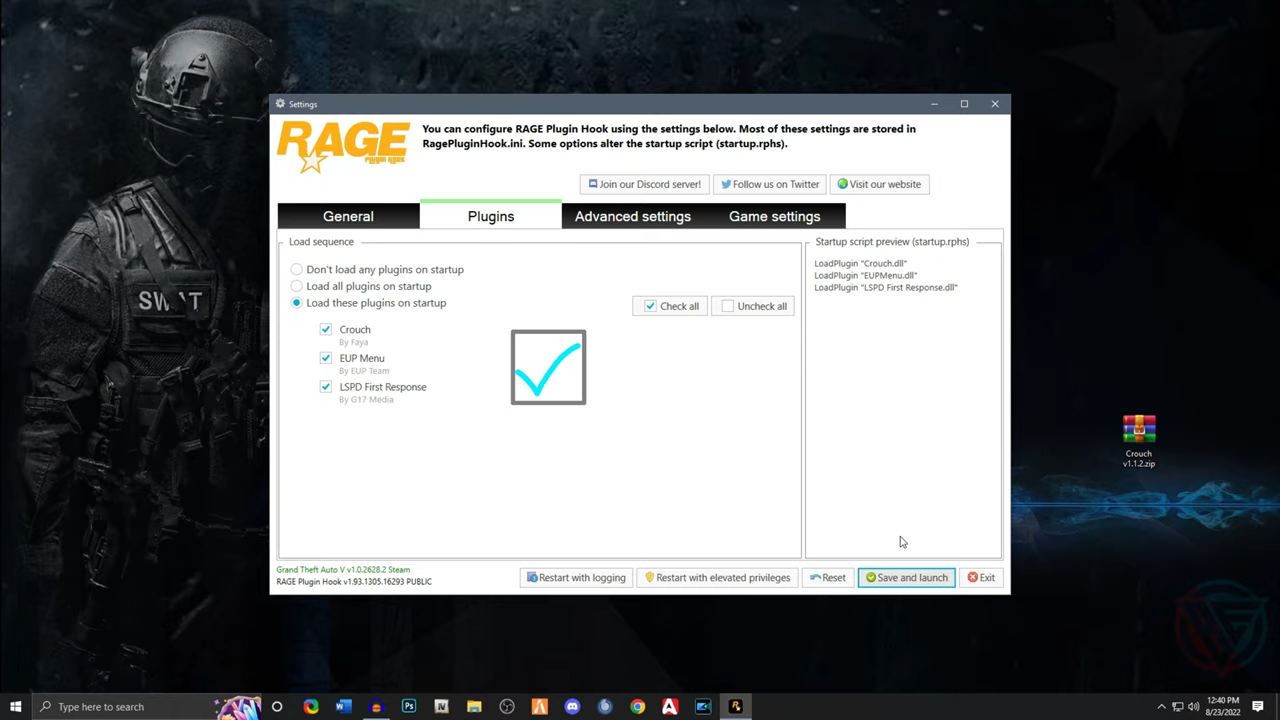 SWAT
Settings
RAGE
PLUGIN HOOK
You can configure RAGE Plugin Hook using the settings below. Most of these settings are stored in
RagePluginHook.ini. Some options alter the startup script (startup.rphs).
Join our Discord server!
Follow us on Twitter
Visit our website
General
Plugins
Advanced settings
Game settings
Load sequence
Don't load any plugins on startup
Load all plugins on startup
Load these plugins on startup
Check all
Uncheck all
Crouch
By Faya
EUP Menu
By EUP Team
LSPD First Response
By G17 Media
Startup script preview (startup.rphs)
LoadPlugin "Crouch.dll"
LoadPlugin "EUPMenu.dll"
LoadPlugin "LSPD First Response.dll"
Grand Theft Auto V v1.0.2628.2 Steam
RAGE Plugin Hook v1.93.1305.16293 PUBLIC
Restart with logging
Restart with elevated privileges
Reset
Save and launch
Exit
Crouch
v1.1.2.zip
Type here to search
12:40 PM
8/23/2022